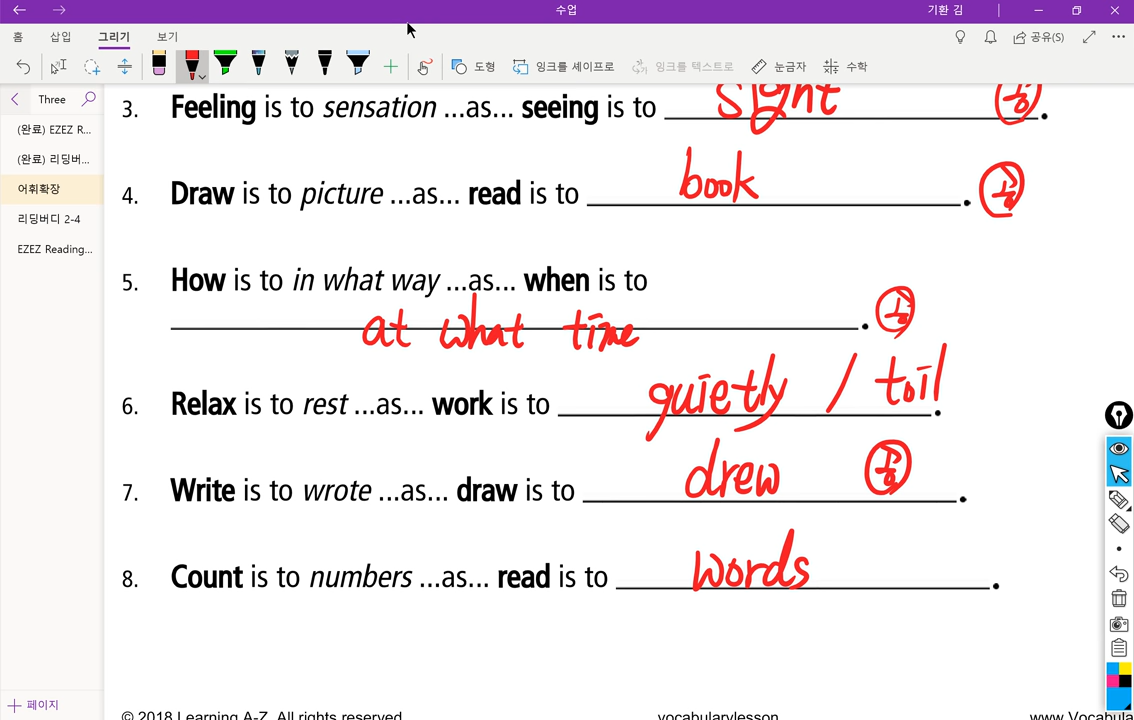 수업
기환 김
홈 삽입 그리기 보기
공유(S)
도형 잉크를 셰이프로 잉크를 텍스트로 눈금자 수학
Three
(완료) EZEZ R...
(완료) 리딩버...
어휘확장
리딩버디 2-4
EZEZ Reading...
페이지
3. Feeling is to sensation ...as... seeing is to sight.
4. Draw is to picture ...as... read is to book.
5. How is to in what way ...as... when is to
at what time.
6. Relax is to rest ...as... work is to quietly / toil.
7. Write is to wrote ...as... draw is to drew.
8. Count is to numbers ...as... read is to words.
© 2018 Learning A-Z. All rights reserved. vocabularylesson www.Vocabula